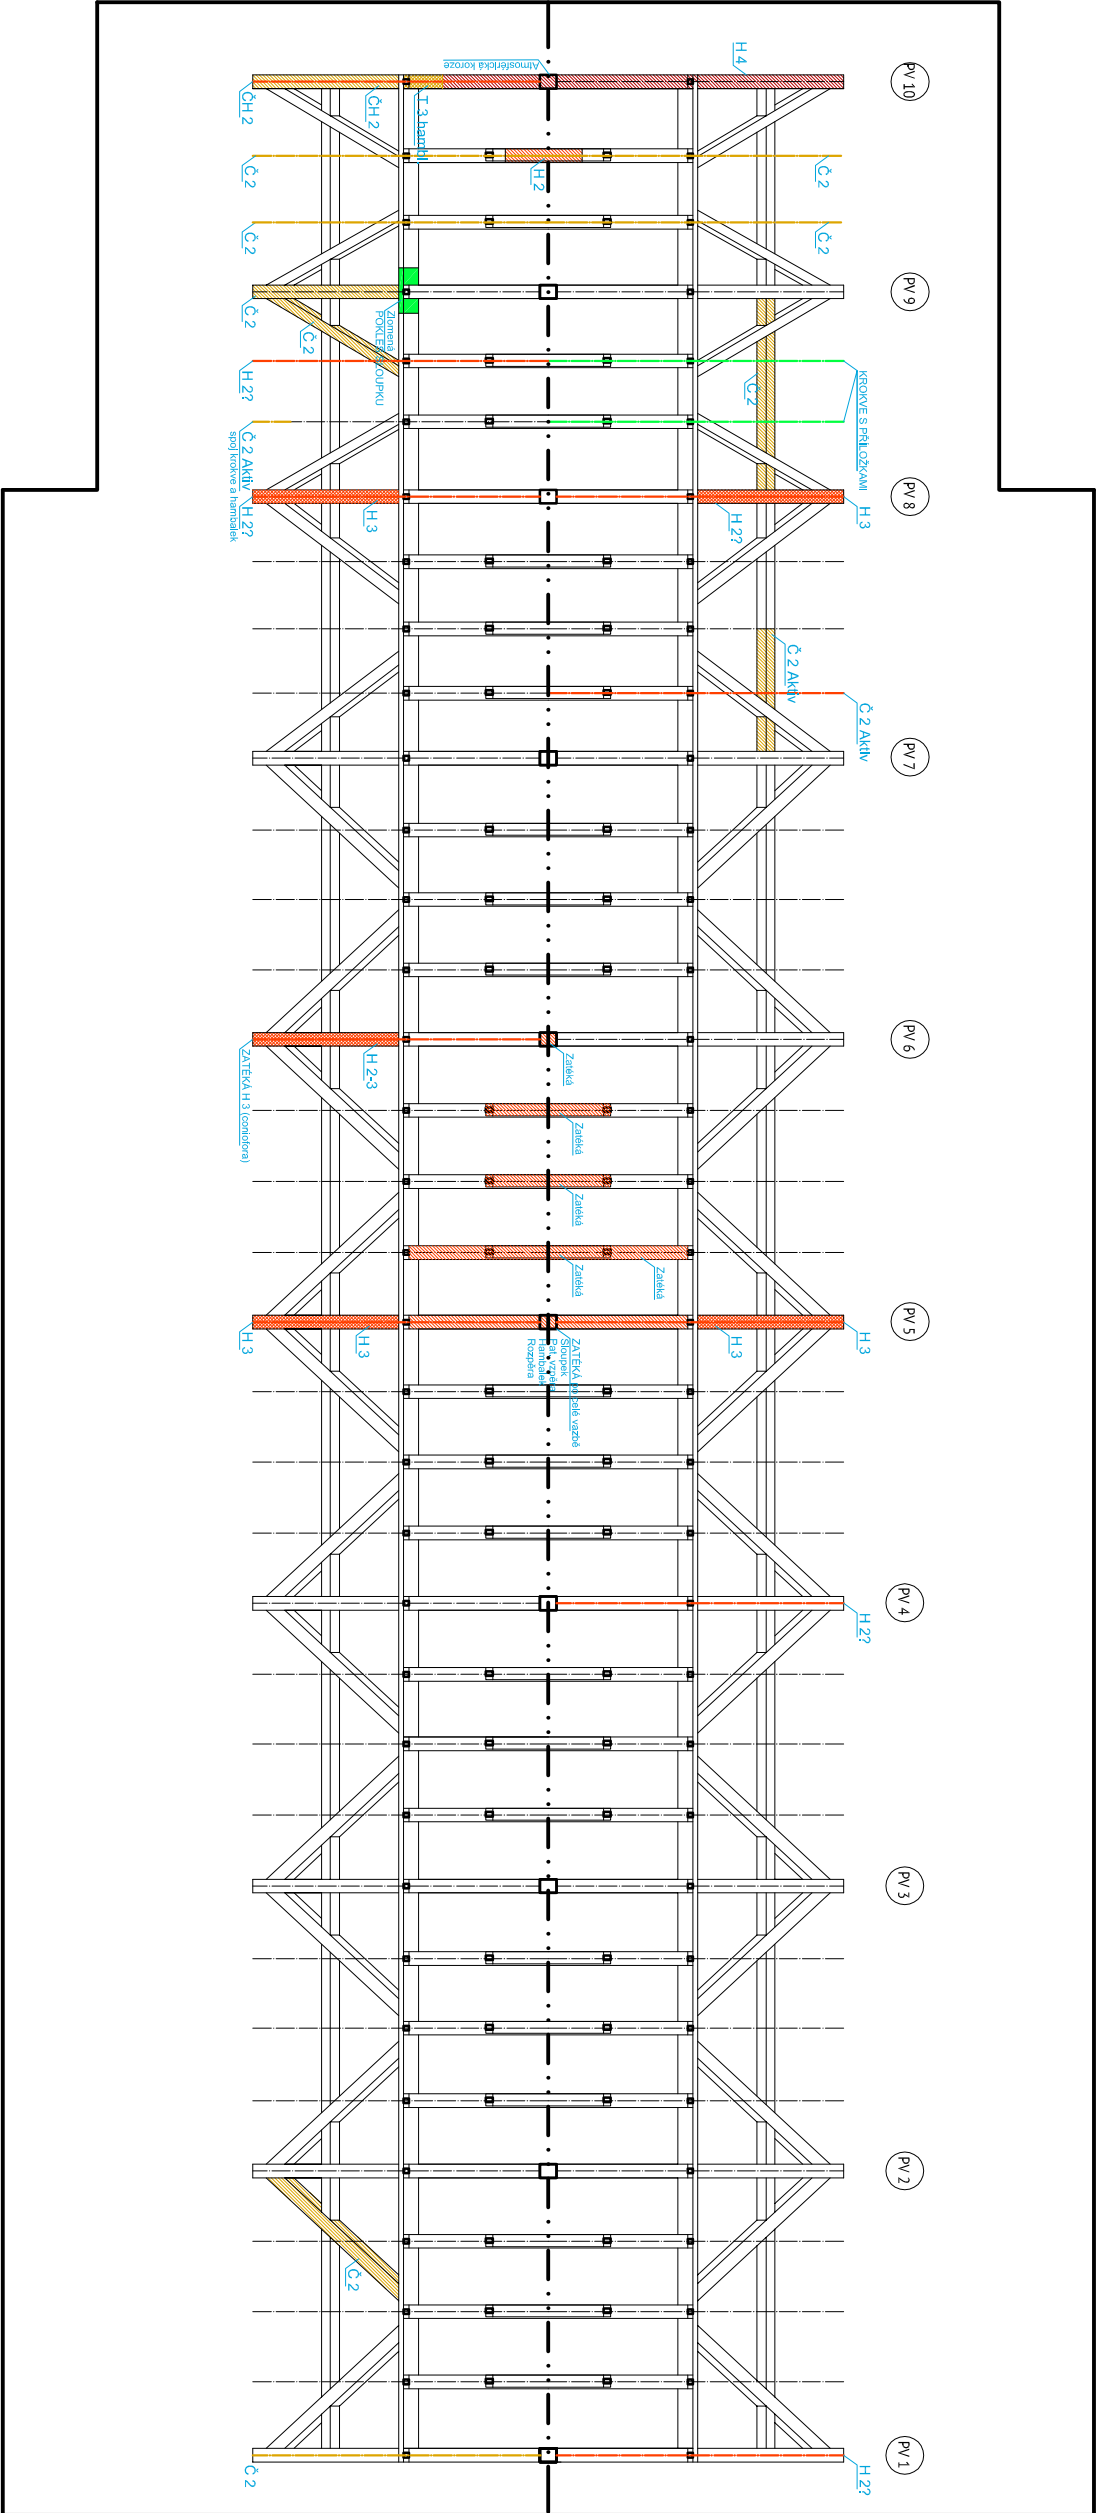 PV 10
H 4
Atmosférická koroze
T 3 hambl
ČH 2
ČH 2
Č 2
H 2
Č 2
Č 2
Č 2
PV 9
Č 2
Č 2
Zlomená
Č 2
KROKVE S PŘÍLOŽKAMI
H 2?
Č 2 Aktiv
spoj krokve a hambalek
PV 8
H 3
H 2?
H 3
H 2?
Č 2 Aktiv
Č 2 Aktiv
PV 7
PV 6
Zatéká
H 2-3
ZATÉKÁ H 3 (coniofora)
Zatéká
Zatéká
Zatéká
Zatéká
PV 5
H 3
H 3
H 3
H 3
ZATÉKÁ po celé vazbě
Sloupek
Pat. vzpěra
Hambalek
Rozpěra
PV 4
H 2?
PV 3
PV 2
Č 2
PV 1
H 2?
Č 2